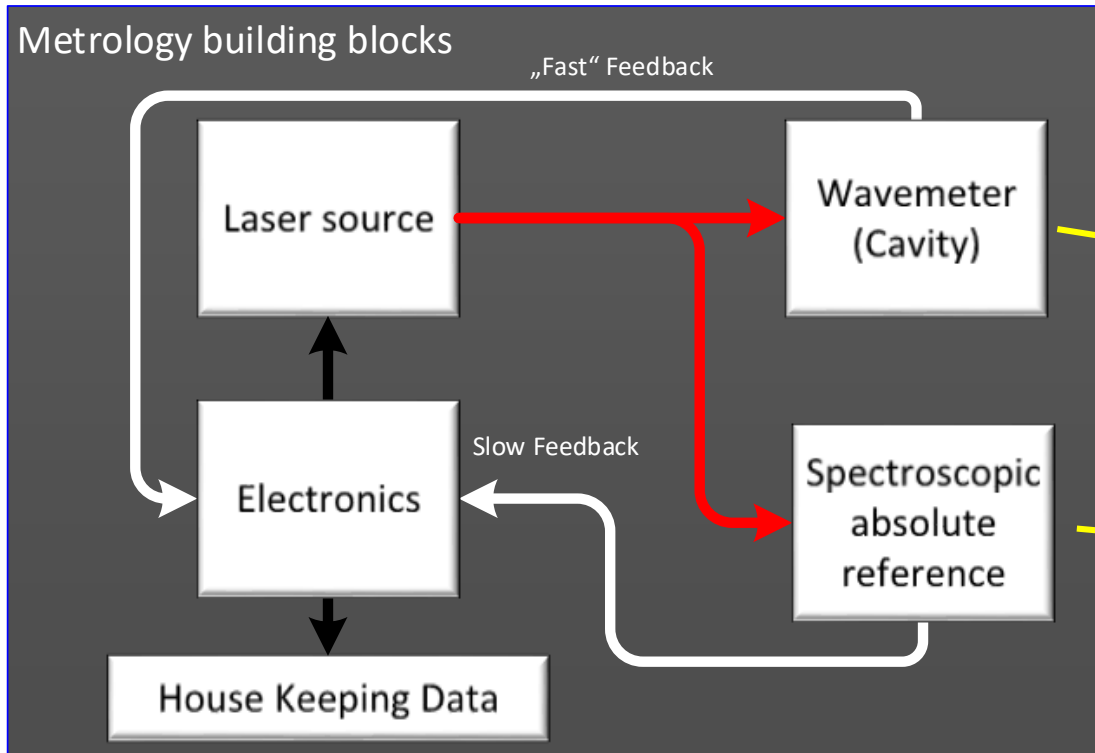 Metrology building blocks
„Fast“ Feedback
Laser source
Wavemeter
(Cavity)
Slow Feedback
Electronics
Spectroscopic
absolute
reference
House Keeping Data